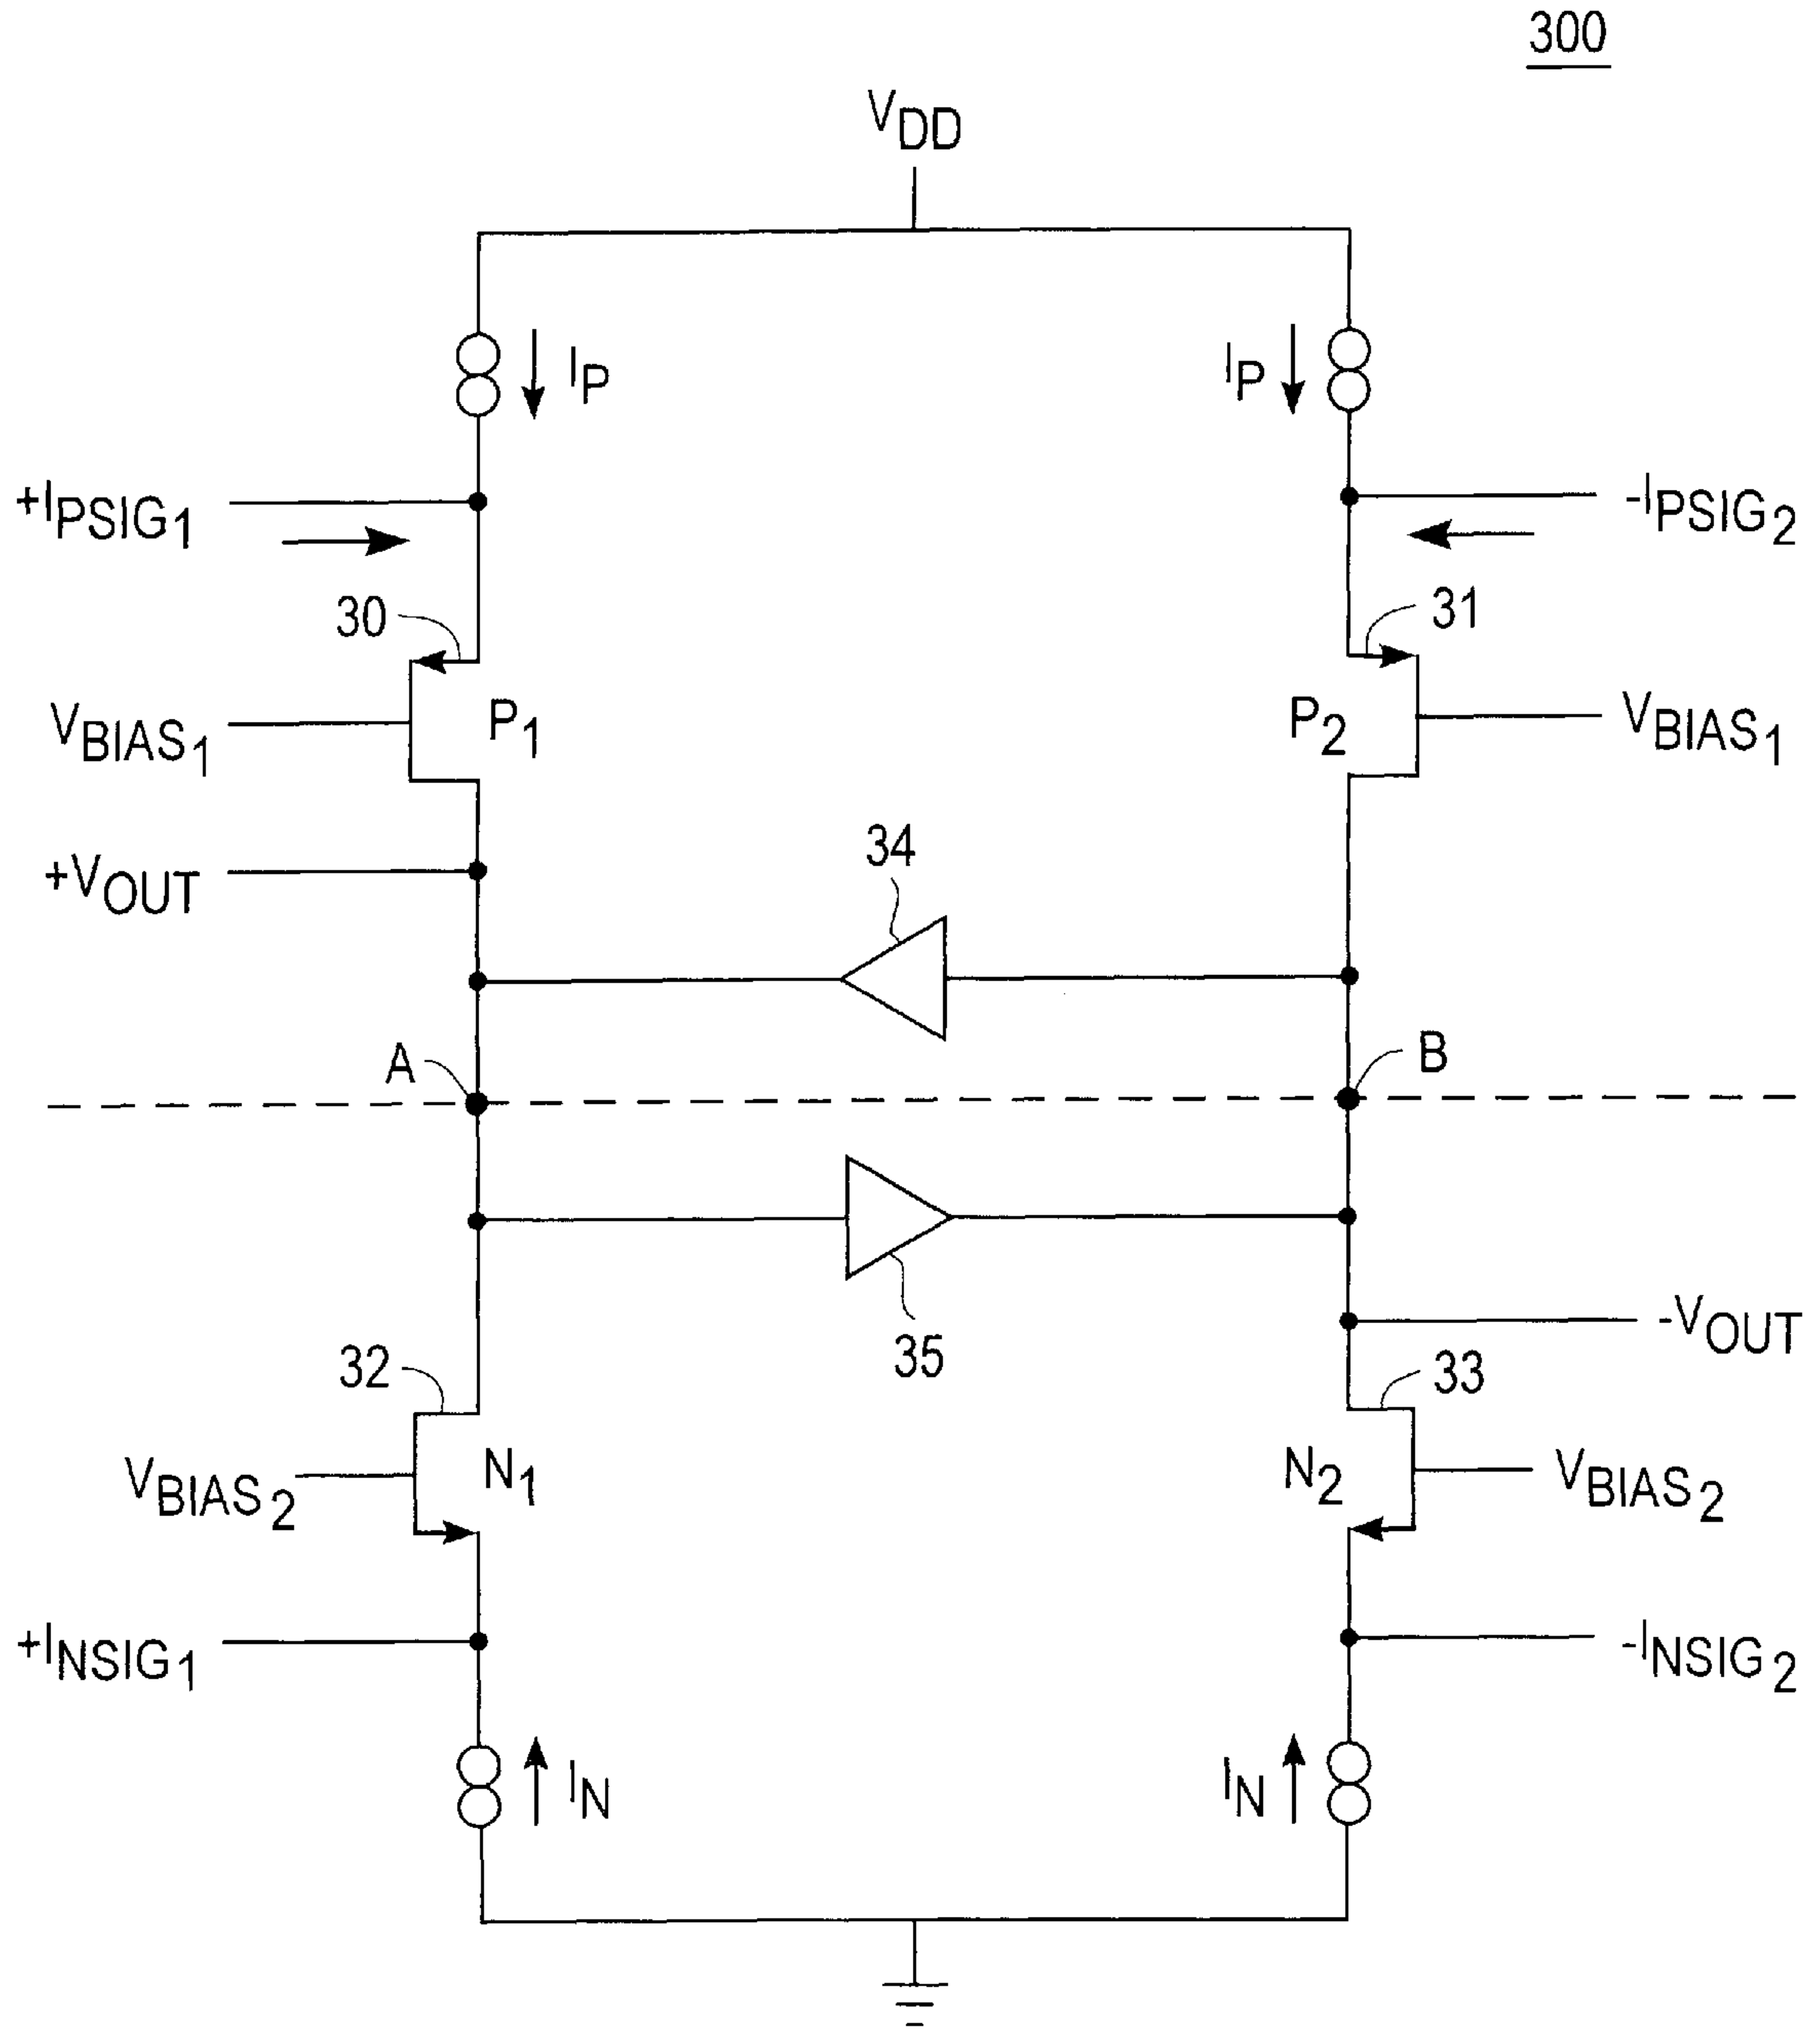 300
VDD
IP
IP
+IPSIG1
-IPSIG2
30
31
VBIAS1
P1
P2
VBIAS1
34
+VOUT
A
B
35
-VOUT
32
33
VBIAS2
N1
N2
VBIAS2
+INSIG1
-INSIG2
IN
IN